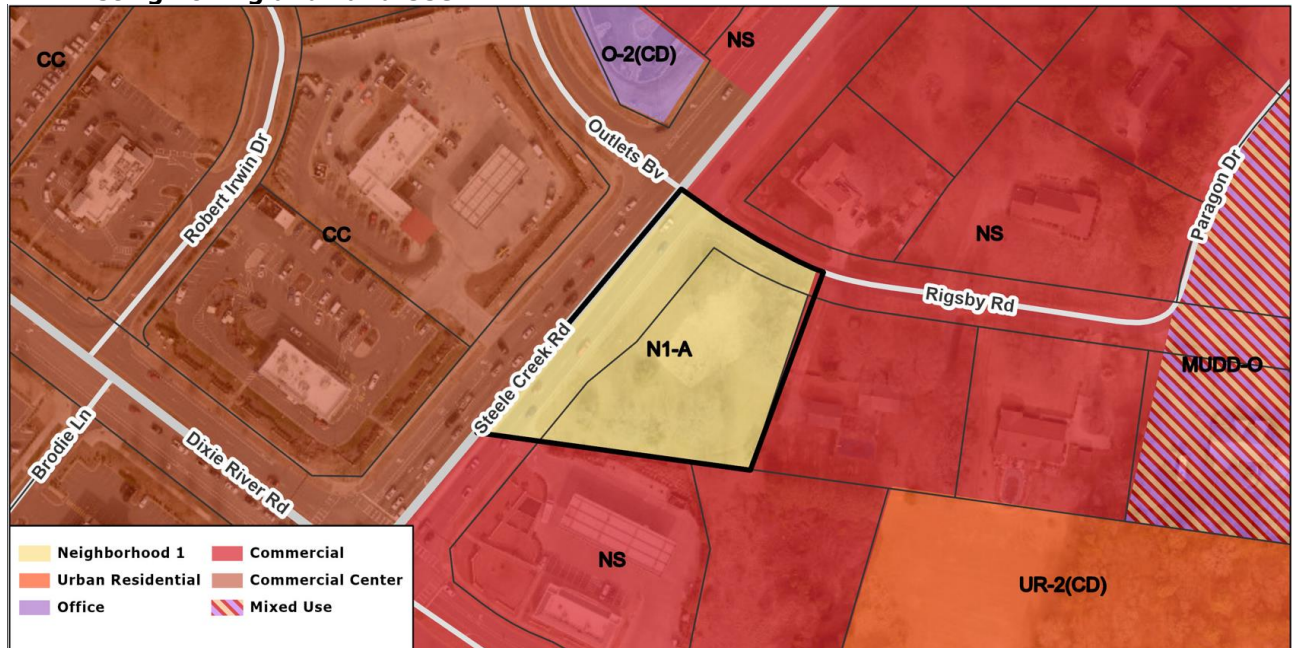 CC
O-2(CD)
NS
Outlets Bv
Robert Irwin Dr
CC
Paragon Dr
NS
Rigsby Rd
N1-A
Steele Creek Rd
MUDD-O
Brodie Ln
Dixie River Rd
NS
UR-2(CD)
Neighborhood 1
Commercial
Urban Residential
Commercial Center
Office
Mixed Use